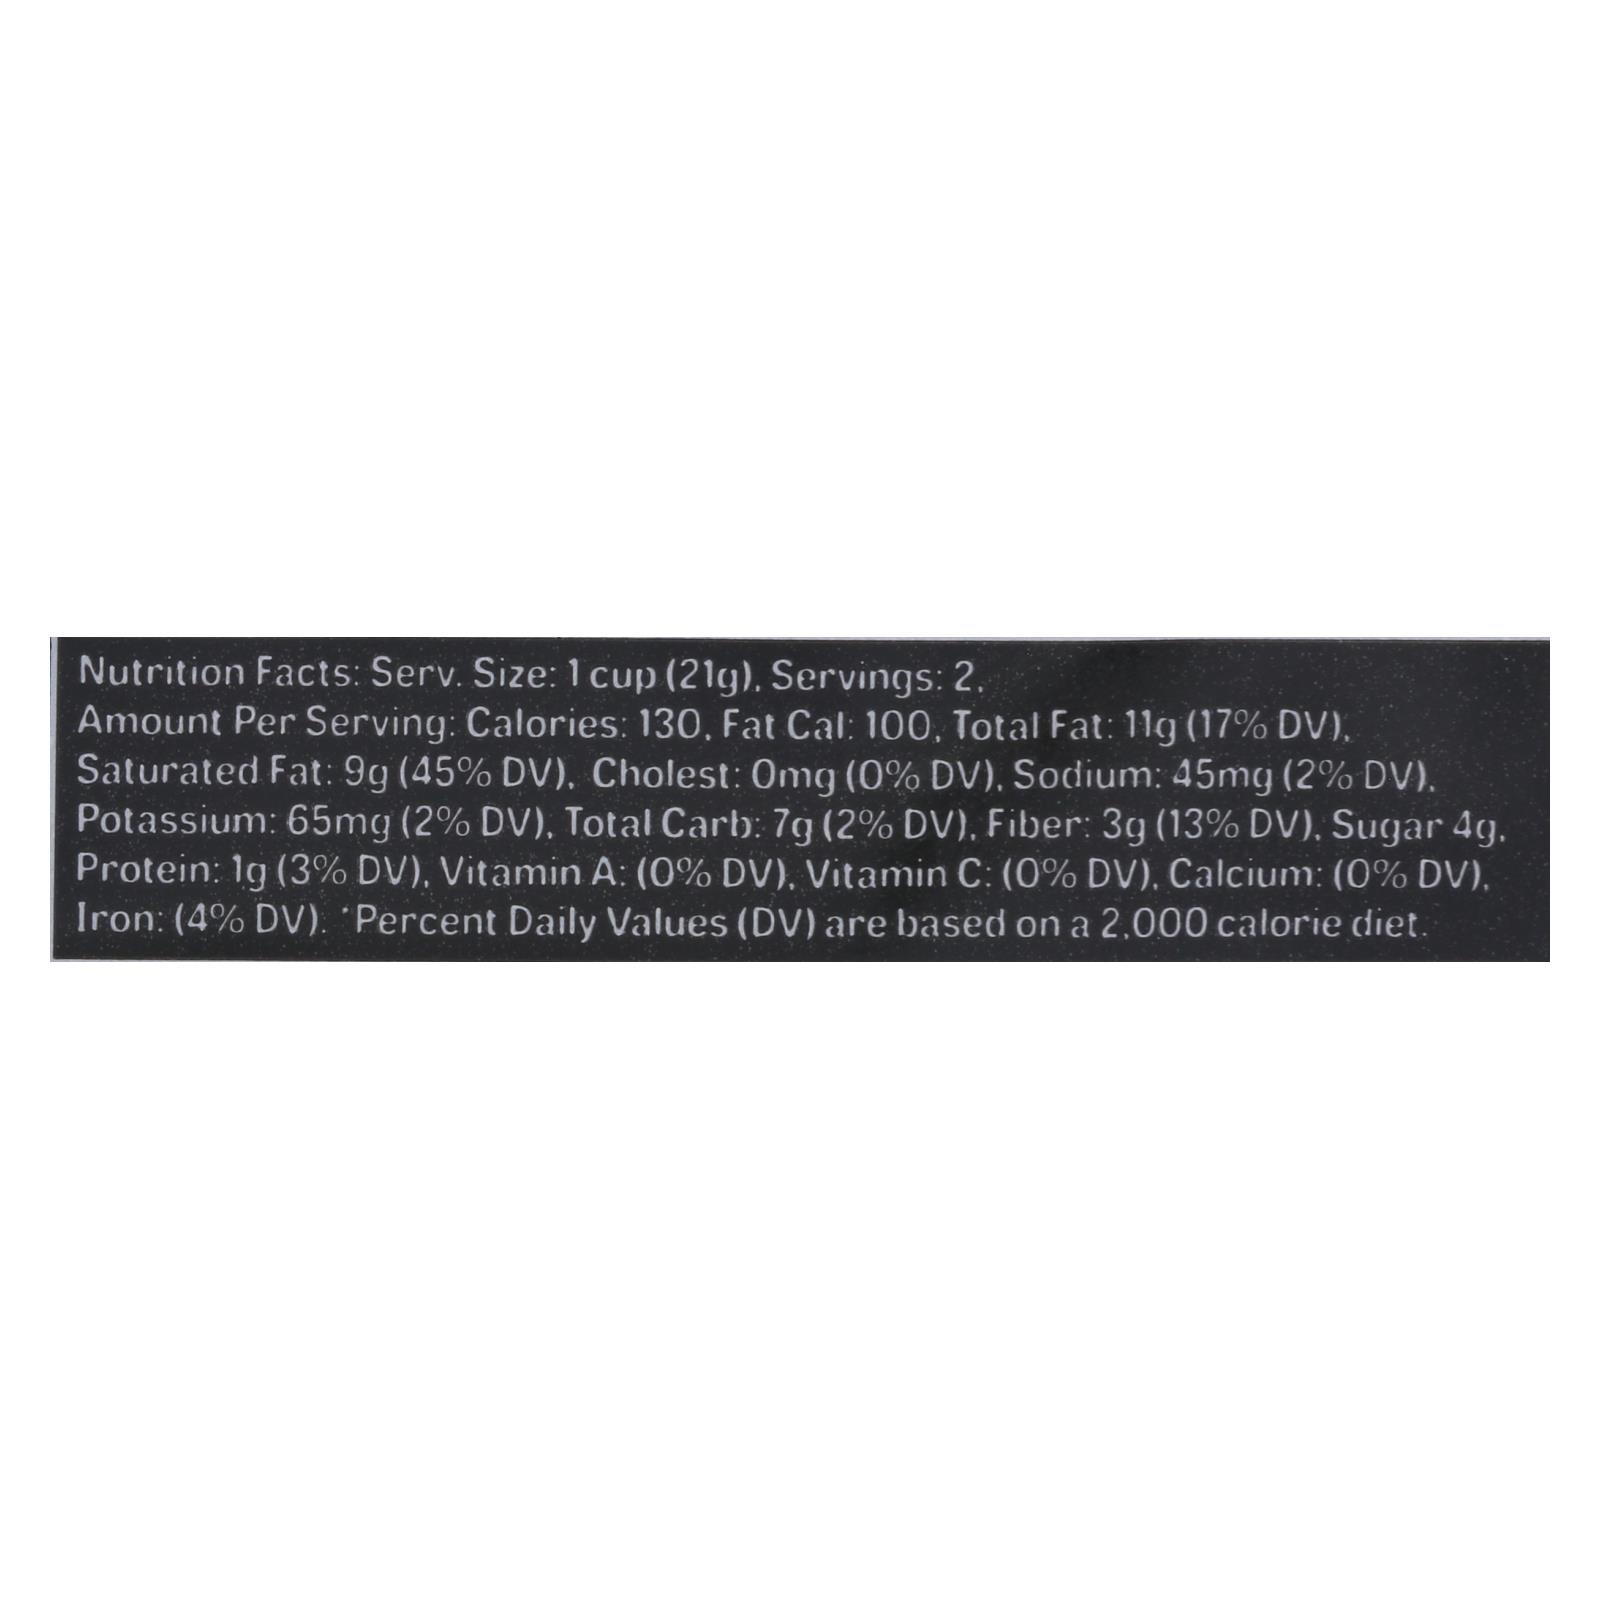 Nutrition Facts: Serv. Size: 1 cup (21g), Servings: 2,
Amount Per Serving: Calories: 130, Fat Cal: 100, Total Fat: 11g (17% DV),
Saturated Fat: 9g (45% DV), Cholest: 0mg (0% DV), Sodium: 45mg (2% DV),
Potassium: 65mg (2% DV), Total Carb: 7g (2% DV), Fiber: 3g (13% DV), Sugar 4g,
Protein: 1g (3% DV), Vitamin A: (0% DV), Vitamin C: (0% DV), Calcium: (0% DV),
Iron: (4% DV). *Percent Daily Values (DV) are based on a 2,000 calorie diet.